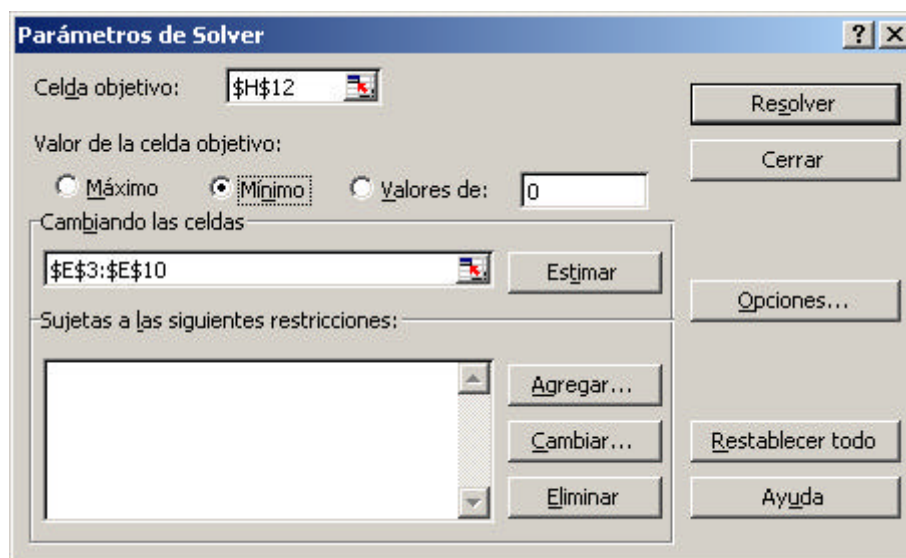 Parámetros de Solver
Celda objetivo: $H$12
Resolver
Valor de la celda objetivo:
Cerrar
Máximo Mínimo Valores de: 0
Cambiando las celdas
$E$3:$E$10 Estimar
Opciones...
Sujetas a las siguientes restricciones:
Agregar...
Cambiar... Restablecer todo
Eliminar Ayuda